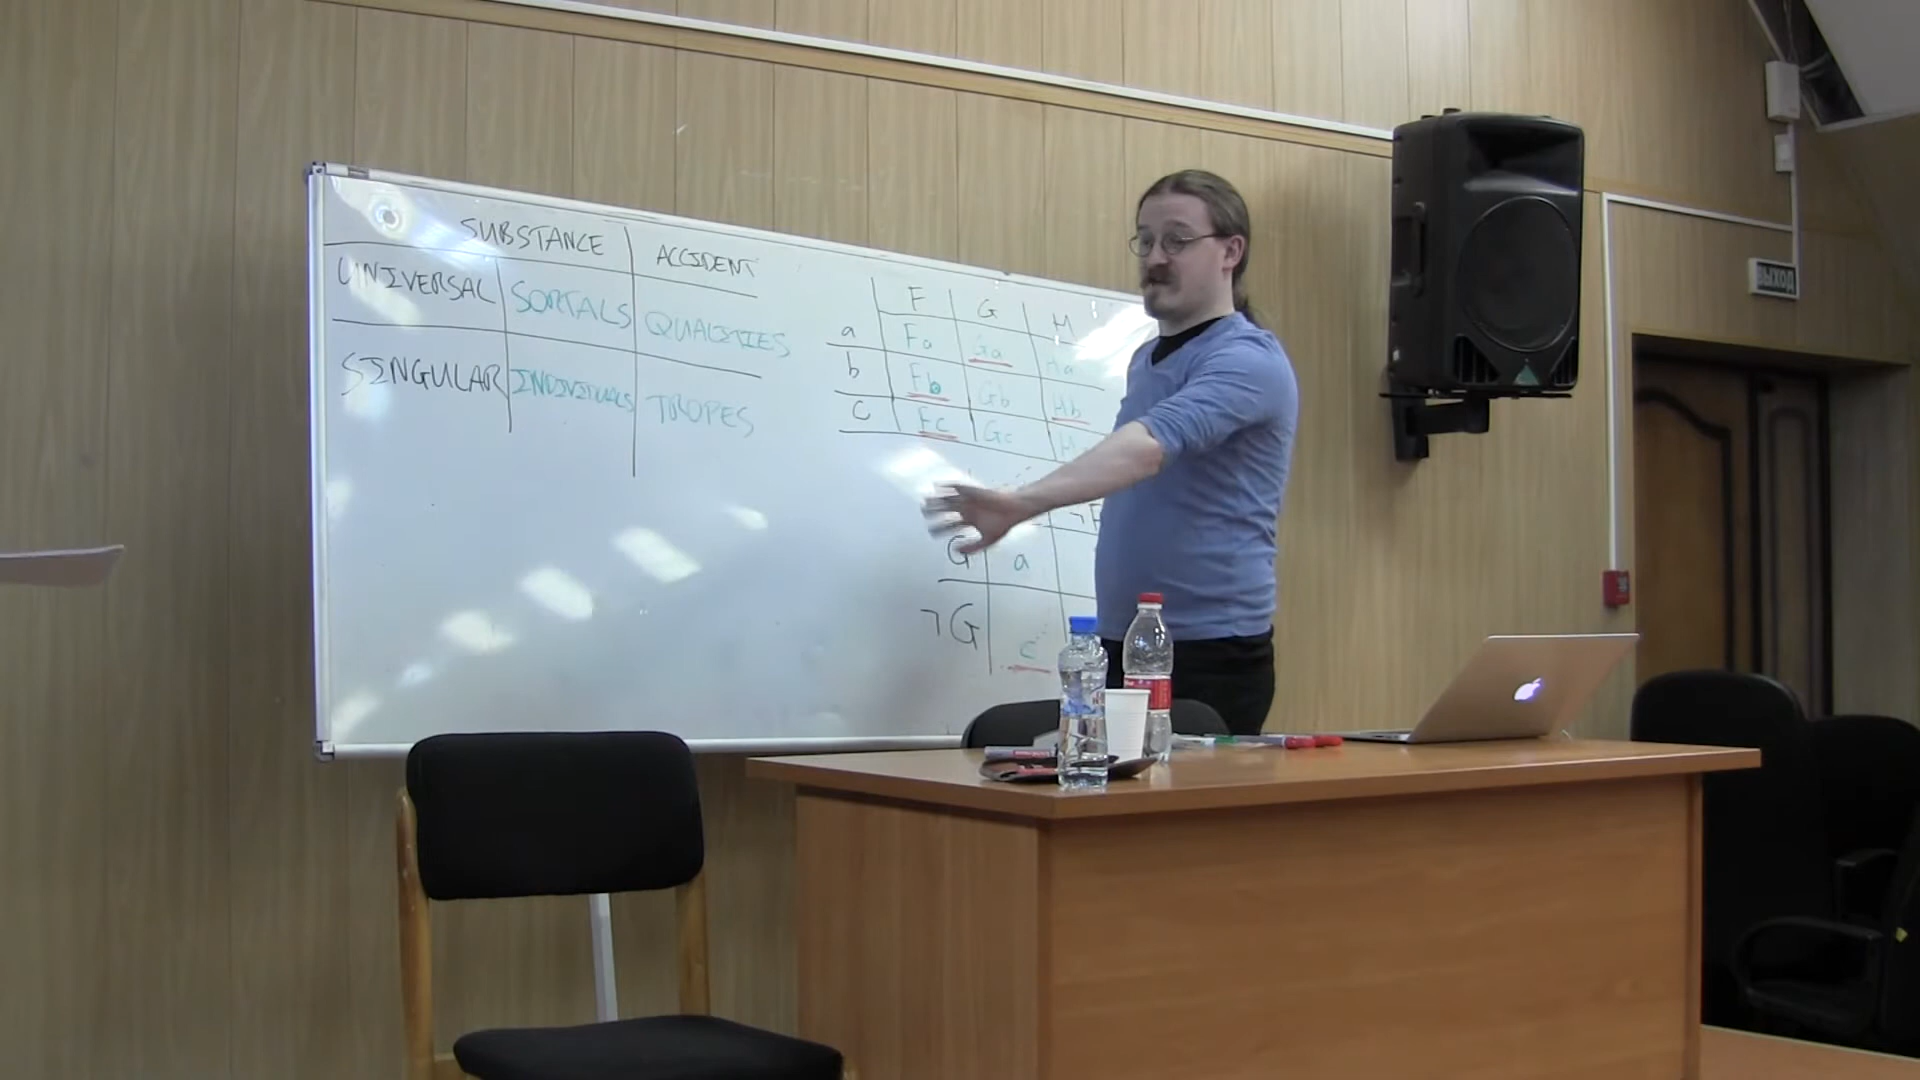 SUBSTANCE ACCIDENT
UNIVERSAL SORTALS QUALITIES
SINGULAR INDIVIDUALS TROPES
F G H
a Fa Ga Ha
b Fb Gb Hb
c Fc Gc H
¬F
G a
¬G c
ВЫХОД